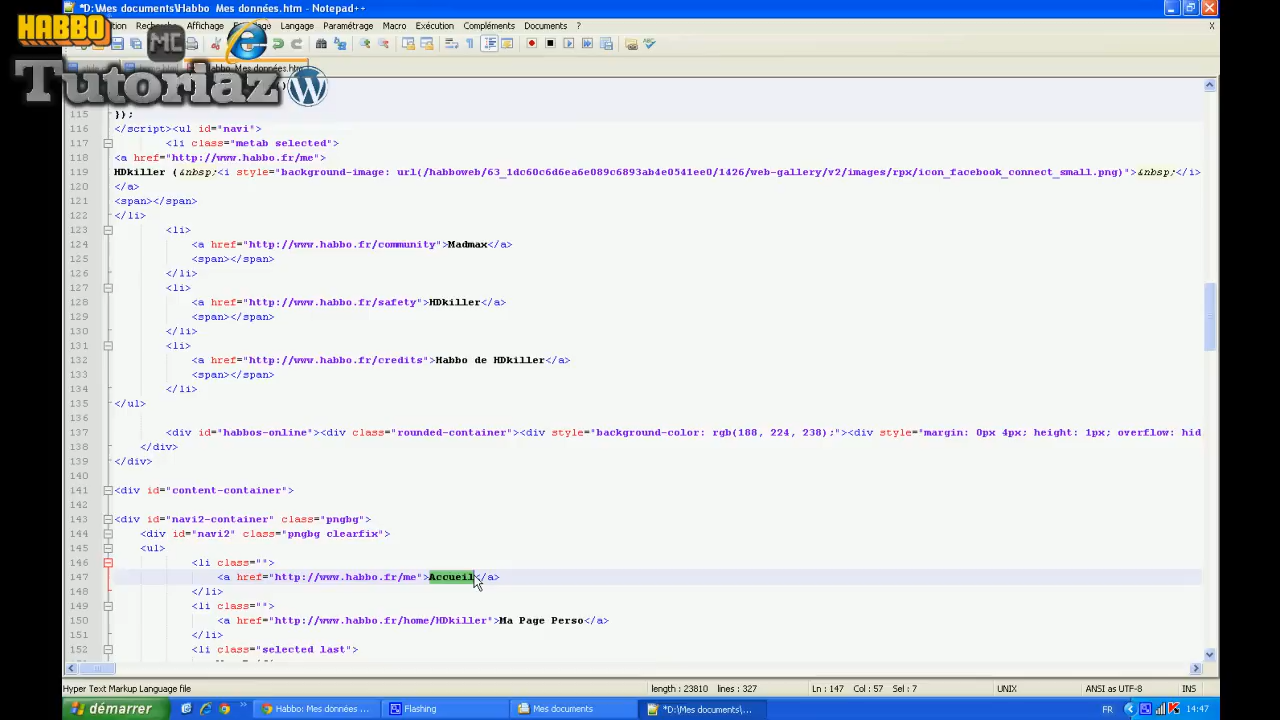 *D:\Mes documents\Habbo  Mes données.htm - Notepad++
HABBO
MC
Tutoriaz
Affichage Langage Paramétrage Macro Exécution Compléments Documents ? X
Habbo  Mes données.htm
115 });
116 </script><ul id="navi">
117 <li class="metab selected">
118 <a href="http://www.habbo.fr/me">
119 HDkiller (&nbsp;<i style="background-image: url(/habboweb/63_1dc60c6d6ea6e089c6893ab4e0541ee0/1426/web-gallery/v2/images/rpx/icon_facebook_connect_small.png)">&nbsp;</i>
120 </a>
121 <span></span>
122 </li>
123 <li>
124 <a href="http://www.habbo.fr/community">Madmax</a>
125 <span></span>
126 </li>
127 <li>
128 <a href="http://www.habbo.fr/safety">HDkiller</a>
129 <span></span>
130 </li>
131 <li>
132 <a href="http://www.habbo.fr/credits">Habbo de HDkiller</a>
133 <span></span>
134 </li>
135 </ul>
136
137 <div id="habbos-online"><div class="rounded-container"><div style="background-color: rgb(188, 224, 238);"><div style="margin: 0px 4px; height: 1px; overflow: hid
138 </div>
139 </div>
140
141 <div id="content-container">
142
143 <div id="navi2-container" class="pngbg">
144 <div id="navi2" class="pngbg clearfix">
145 <ul>
146 <li class="">
147 <a href="http://www.habbo.fr/me">Accueil</a>
148 </li>
149 <li class="">
150 <a href="http://www.habbo.fr/home/HDkiller">Ma Page Perso</a>
151 </li>
152 <li class="selected last">
Hyper Text Markup Language file length : 23810 lines : 327 Ln : 147 Col : 57 Sel : 7 UNIX ANSI as UTF-8 INS
démarrer Habbo: Mes données ... Flashing Mes documents *D:\Mes documents\... FR 14:47